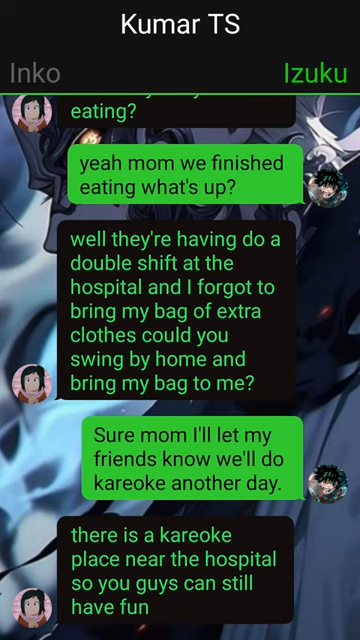 Kumar TS
Inko
Izuku
eating?
yeah mom we finished
eating what's up?
well they're having do a
double shift at the
hospital and I forgot to
bring my bag of extra
clothes could you
swing by home and
bring my bag to me?
Sure mom I'll let my
friends know we'll do
kareoke another day.
there is a kareoke
place near the hospital
so you guys can still
have fun